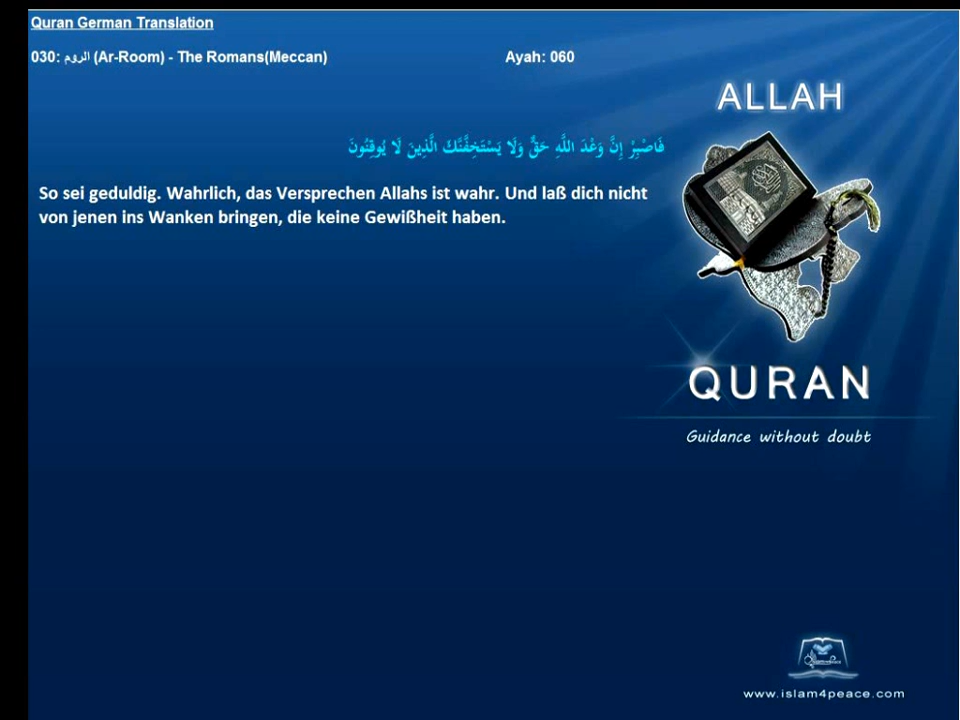 Quran German Translation
030: الروم (Ar-Room) - The Romans(Meccan) Ayah: 060
ALLAH
فَاصْبِرْ إِنَّ وَعْدَ اللَّهِ حَقٌّ وَلَا يَسْتَخِفَّنَّكَ الَّذِينَ لَا يُوقِنُونَ
So sei geduldig. Wahrlich, das Versprechen Allahs ist wahr. Und laß dich nicht
von jenen ins Wanken bringen, die keine Gewißheit haben.
QURAN
Guidance without doubt
www.islam4peace.com